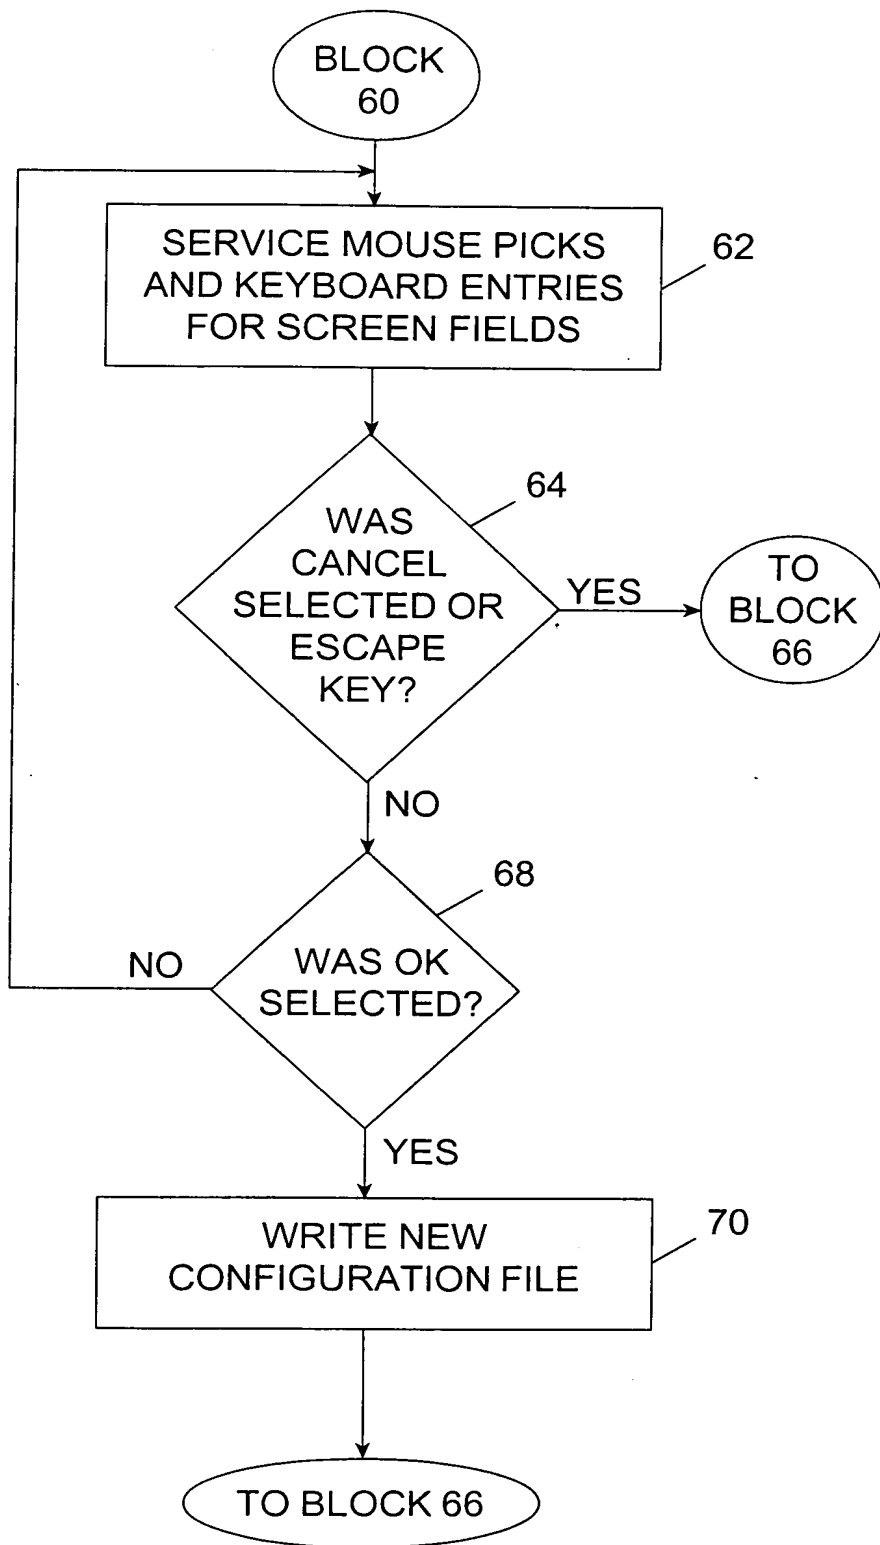 BLOCK
60
SERVICE MOUSE PICKS
AND KEYBOARD ENTRIES
FOR SCREEN FIELDS
62
WAS
CANCEL
SELECTED OR
ESCAPE
KEY?
64
YES
TO
BLOCK
66
NO
68
WAS OK
SELECTED?
NO
YES
WRITE NEW
CONFIGURATION FILE
70
TO BLOCK 66